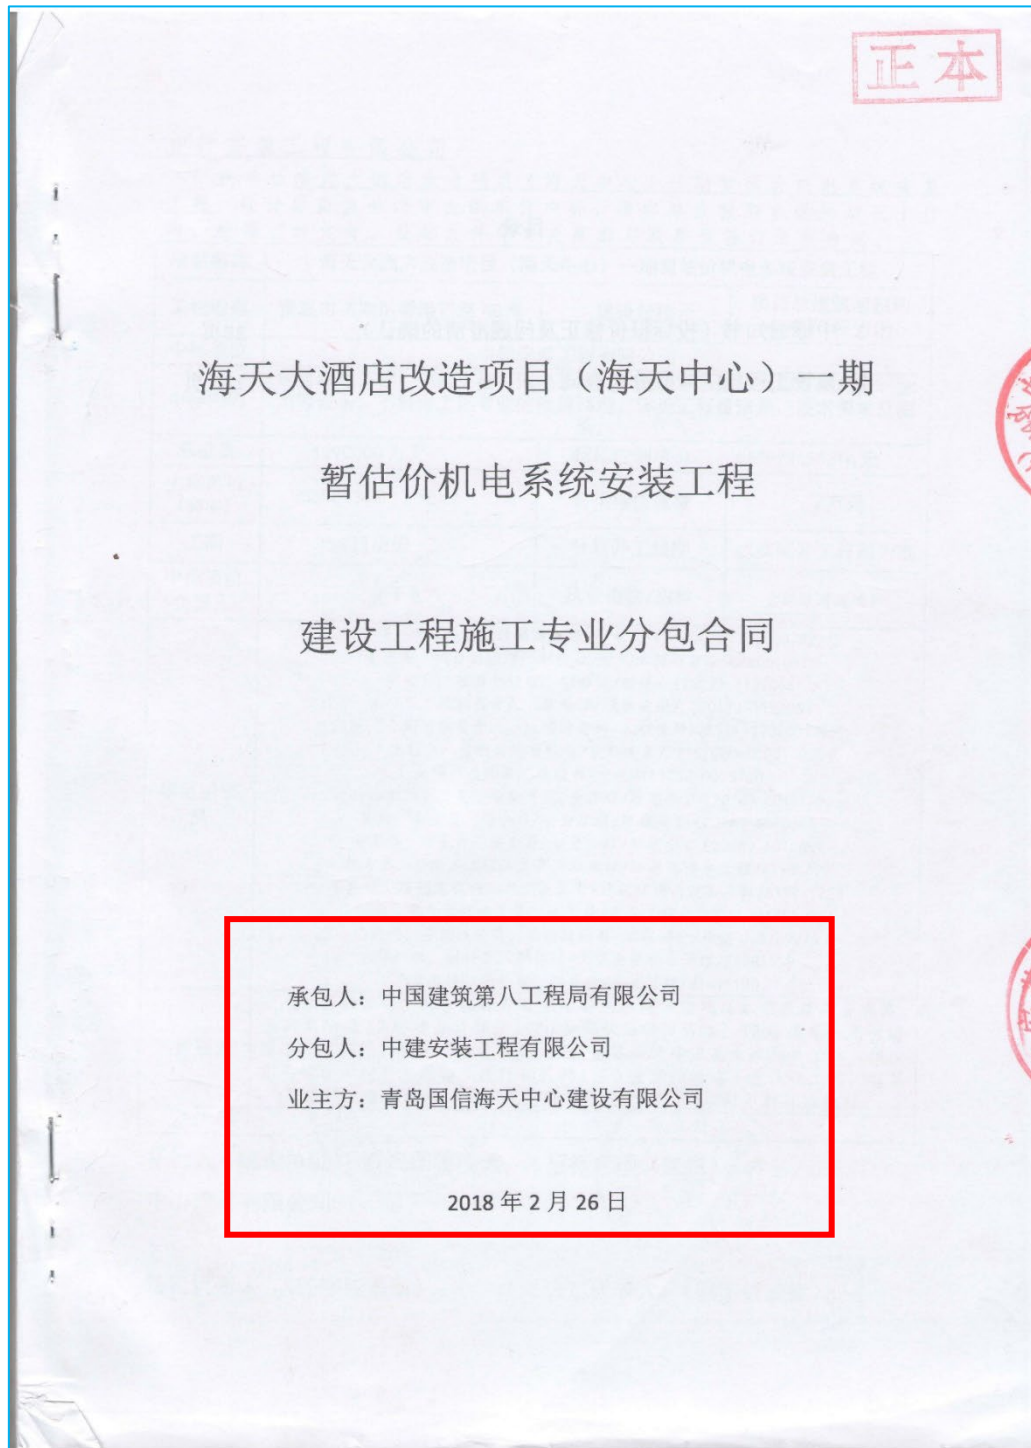 正本
海天大酒店改造项目（海天中心）一期
暂估价机电系统安装工程
建设工程施工专业分包合同
承包人：中国建筑第八工程局有限公司
分包人：中建安装工程有限公司
业主方：青岛国信海天中心建设有限公司
2018 年 2 月 26 日